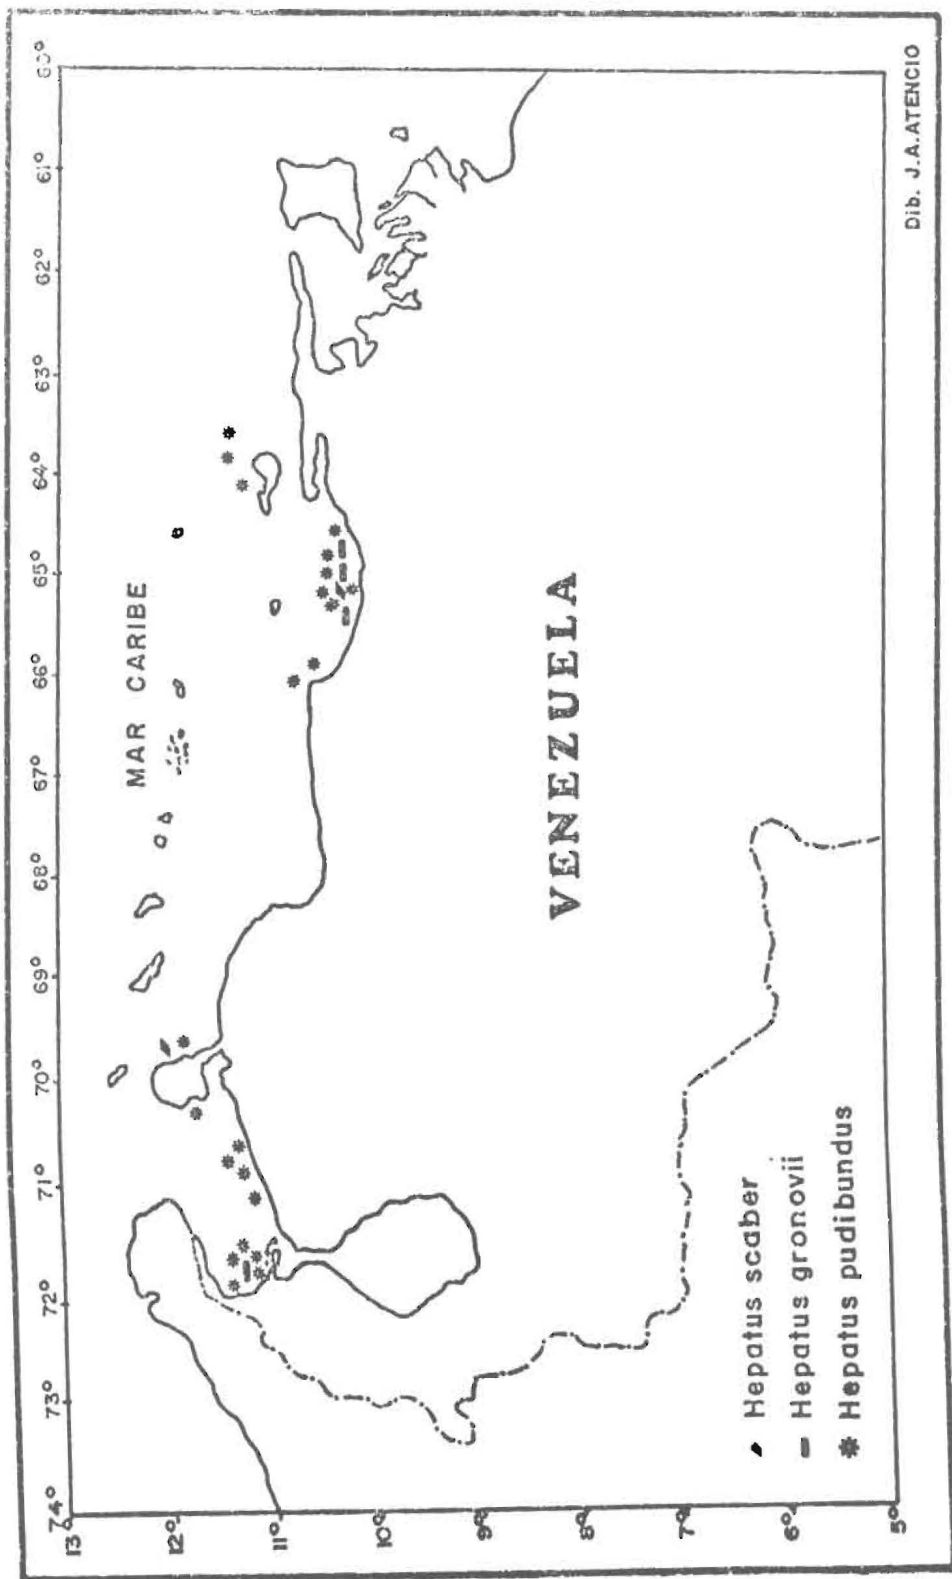 74° 73° 72° 71° 70° 69° 68° 67° 66° 65° 64° 63° 62° 61° 60°
13
12°
11°
10°
9°
8°
7°
6°
5°
MAR CARIBE
VENEZUELA
Hepatus scaber
Hepatus gronovii
Hepatus pudibundus
Dib. J.A.ATENCIO